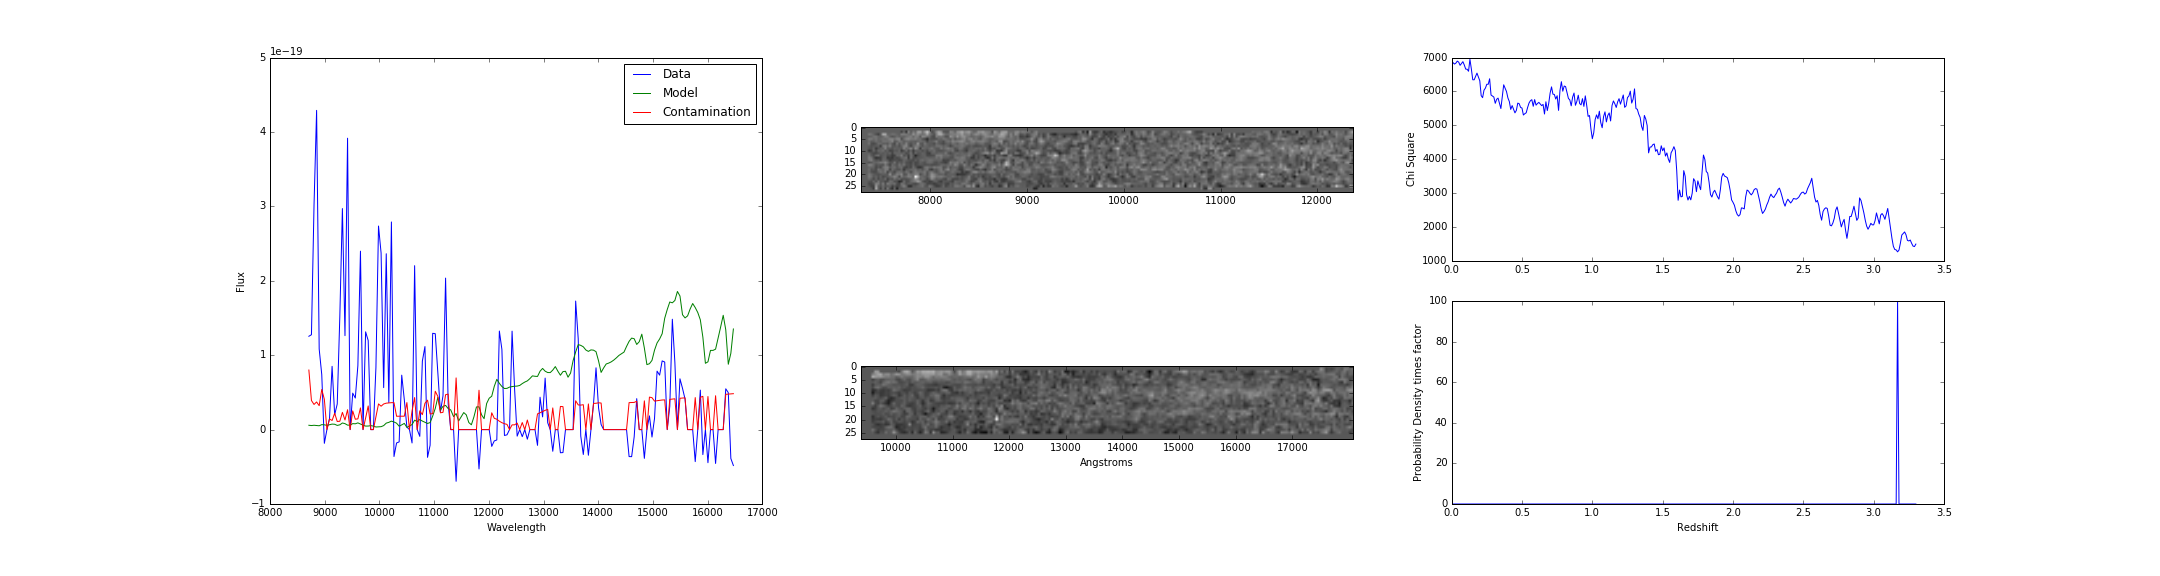 1e−19
5
4
3
2
1
0
−1
Flux
8000 9000 10000 11000 12000 13000 14000 15000 16000 17000
Wavelength
Data
Model
Contamination
0
5
10
15
20
25
8000 9000 10000 11000 12000
0
5
10
15
20
25
10000 11000 12000 13000 14000 15000 16000 17000
Angstroms
7000
6000
5000
4000
3000
2000
1000
Chi Square
0.0 0.5 1.0 1.5 2.0 2.5 3.0 3.5
100
80
60
40
20
0
Probability Density times factor
0.0 0.5 1.0 1.5 2.0 2.5 3.0 3.5
Redshift